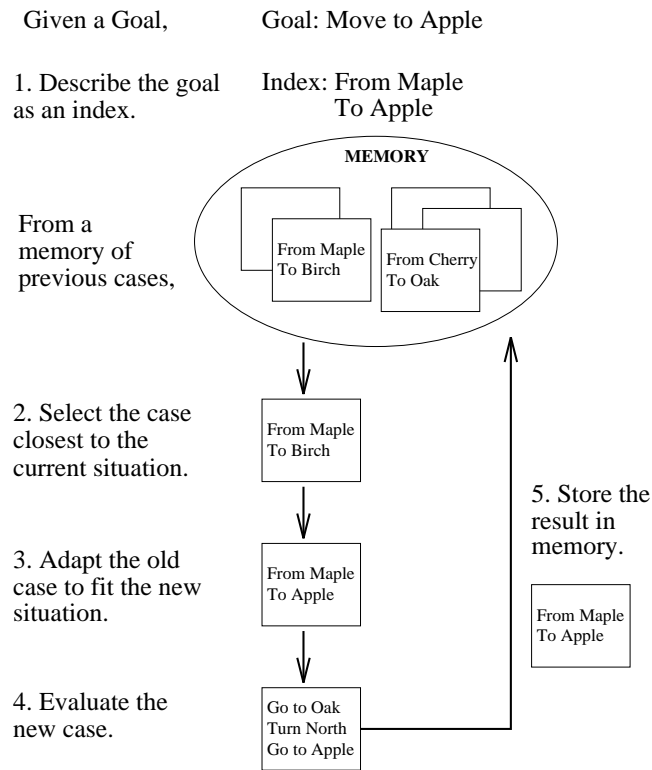 Given a Goal,
Goal: Move to Apple
1. Describe the goal
as an index.
Index: From Maple
To Apple
MEMORY
From a
memory of
previous cases,
From Maple
To Birch
From Cherry
To Oak
2. Select the case
closest to the
current situation.
From Maple
To Birch
3. Adapt the old
case to fit the new
situation.
From Maple
To Apple
4. Evaluate the
new case.
Go to Oak
Turn North
Go to Apple
5. Store the
result in
memory.
From Maple
To Apple